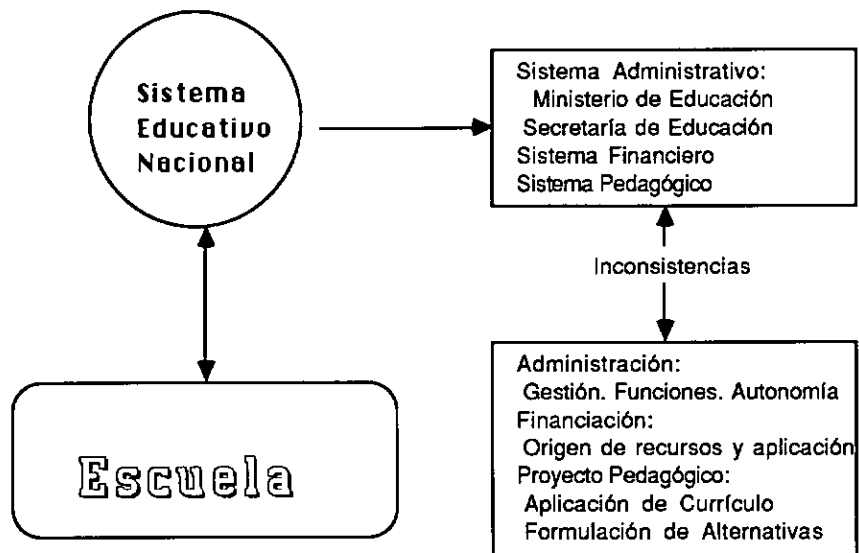 Sistema
Educativo
Nacional
Sistema Administrativo:
Ministerio de Educación
Secretaría de Educación
Sistema Financiero
Sistema Pedagógico
Inconsistencias
Escuela
Administración:
Gestión. Funciones. Autonomía
Financiación:
Origen de recursos y aplicación
Proyecto Pedagógico:
Aplicación de Currículo
Formulación de Alternativas